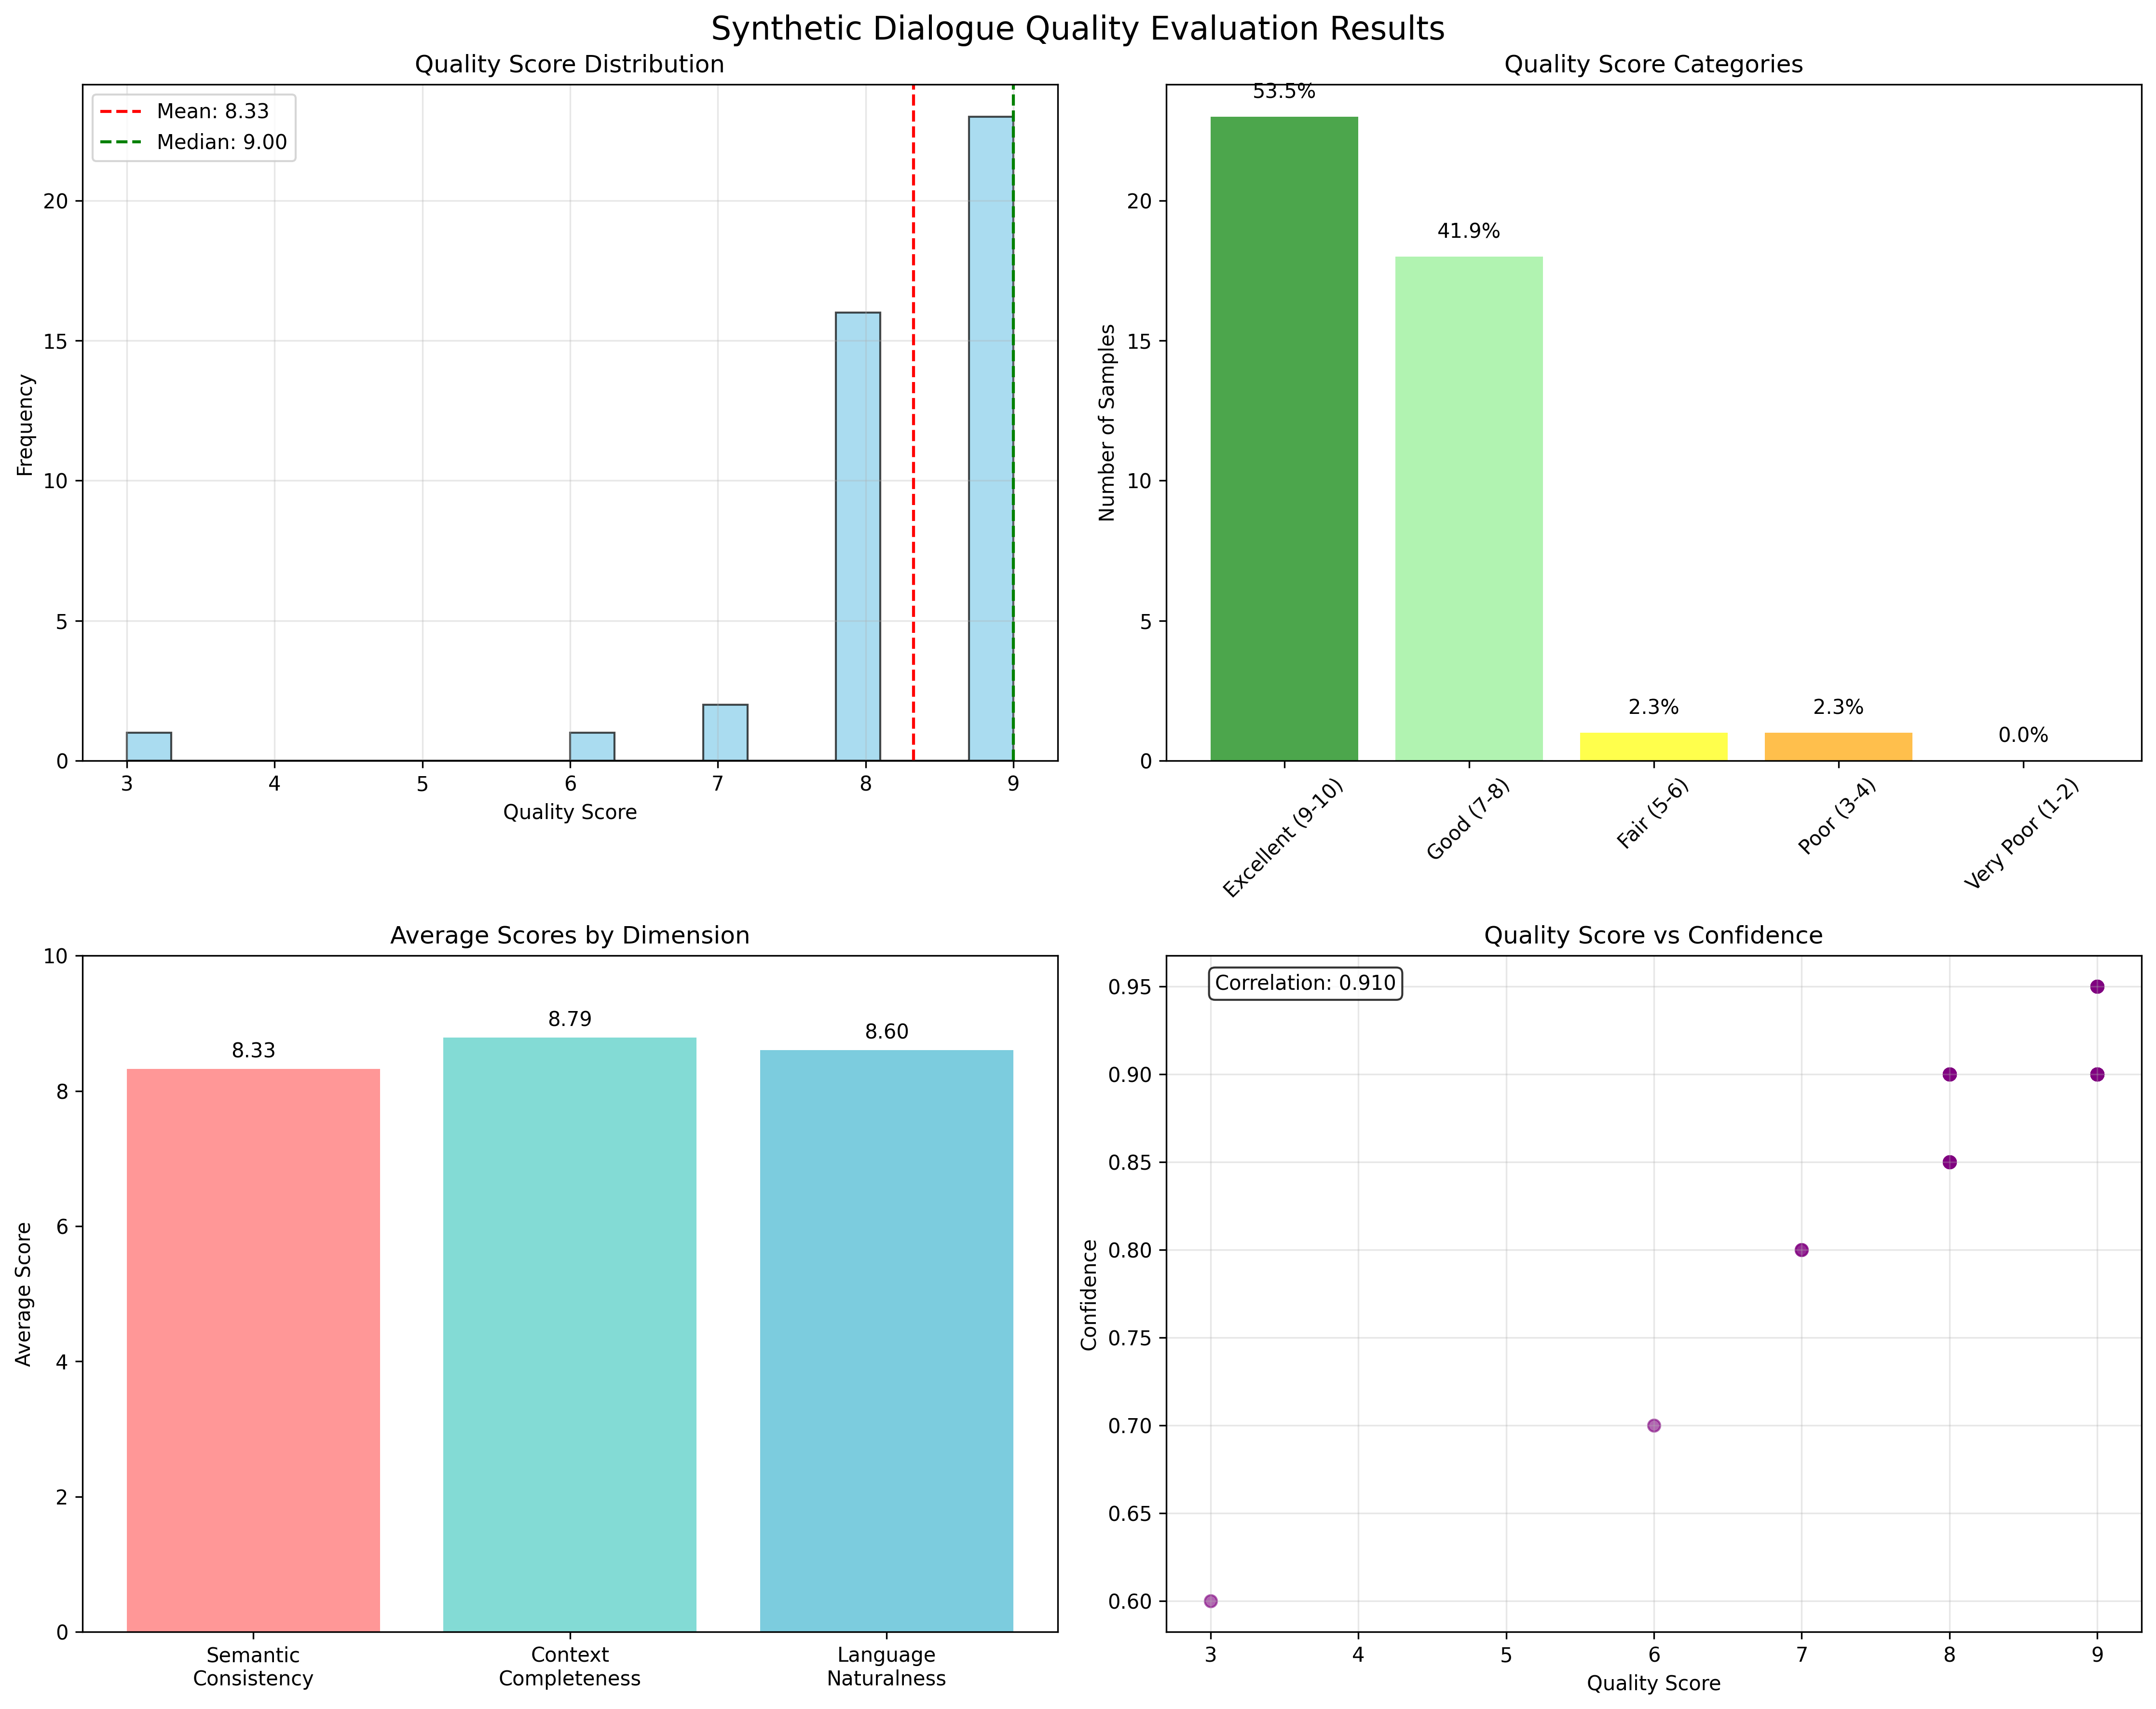 Synthetic Dialogue Quality Evaluation Results
Quality Score Distribution
Mean: 8.33
Median: 9.00
Frequency
20
15
10
5
0
3 4 5 6 7 8 9
Quality Score
Quality Score Categories
53.5%
41.9%
2.3%
2.3%
0.0%
Number of Samples
20
15
10
5
0
Excellent (9-10)
Good (7-8)
Fair (5-6)
Poor (3-4)
Very Poor (1-2)
Average Scores by Dimension
8.33
8.79
8.60
Average Score
10
8
6
4
2
0
Semantic
Consistency
Context
Completeness
Language
Naturalness
Quality Score vs Confidence
Correlation: 0.910
Confidence
0.95
0.90
0.85
0.80
0.75
0.70
0.65
0.60
3 4 5 6 7 8 9
Quality Score